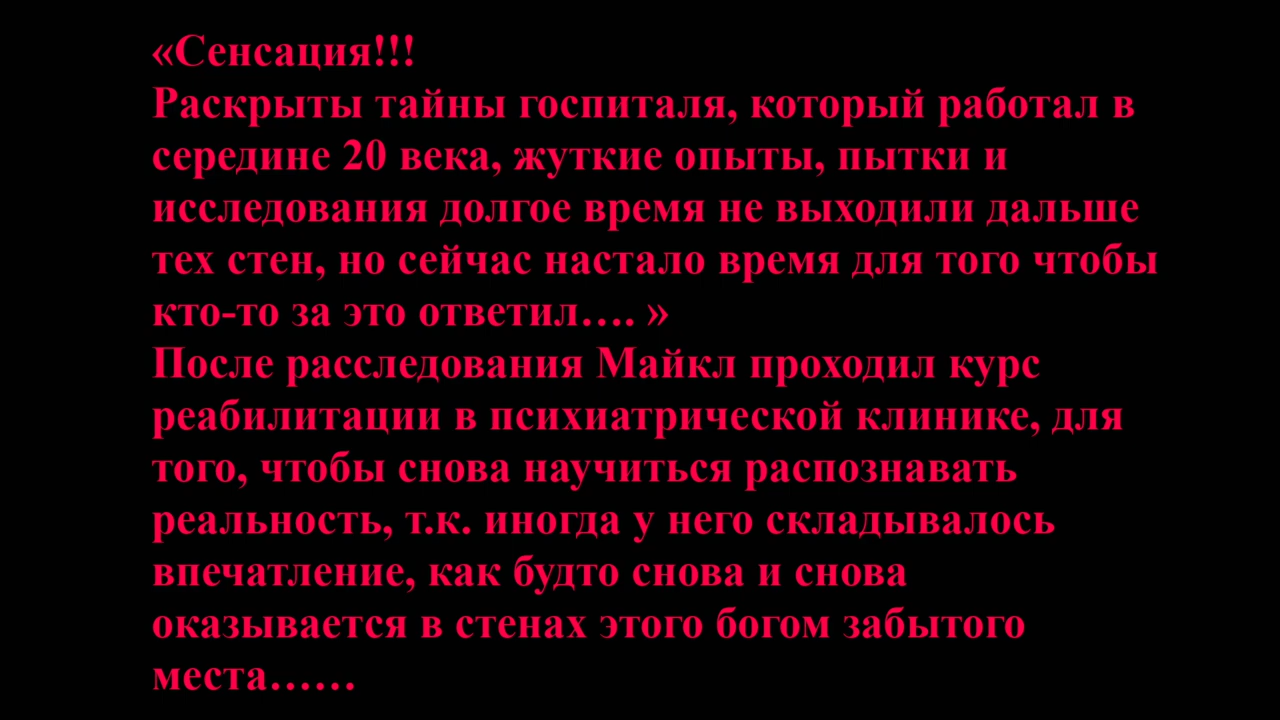 «Сенсация!!!
Раскрыты тайны госпиталя, который работал в
середине 20 века, жуткие опыты, пытки и
исследования долгое время не выходили дальше
тех стен, но сейчас настало время для того чтобы
кто-то за это ответил…. »
После расследования Майкл проходил курс
реабилитации в психиатрической клинике, для
того, чтобы снова научиться распознавать
реальность, т.к. иногда у него складывалось
впечатление, как будто снова и снова
оказывается в стенах этого богом забытого
места……